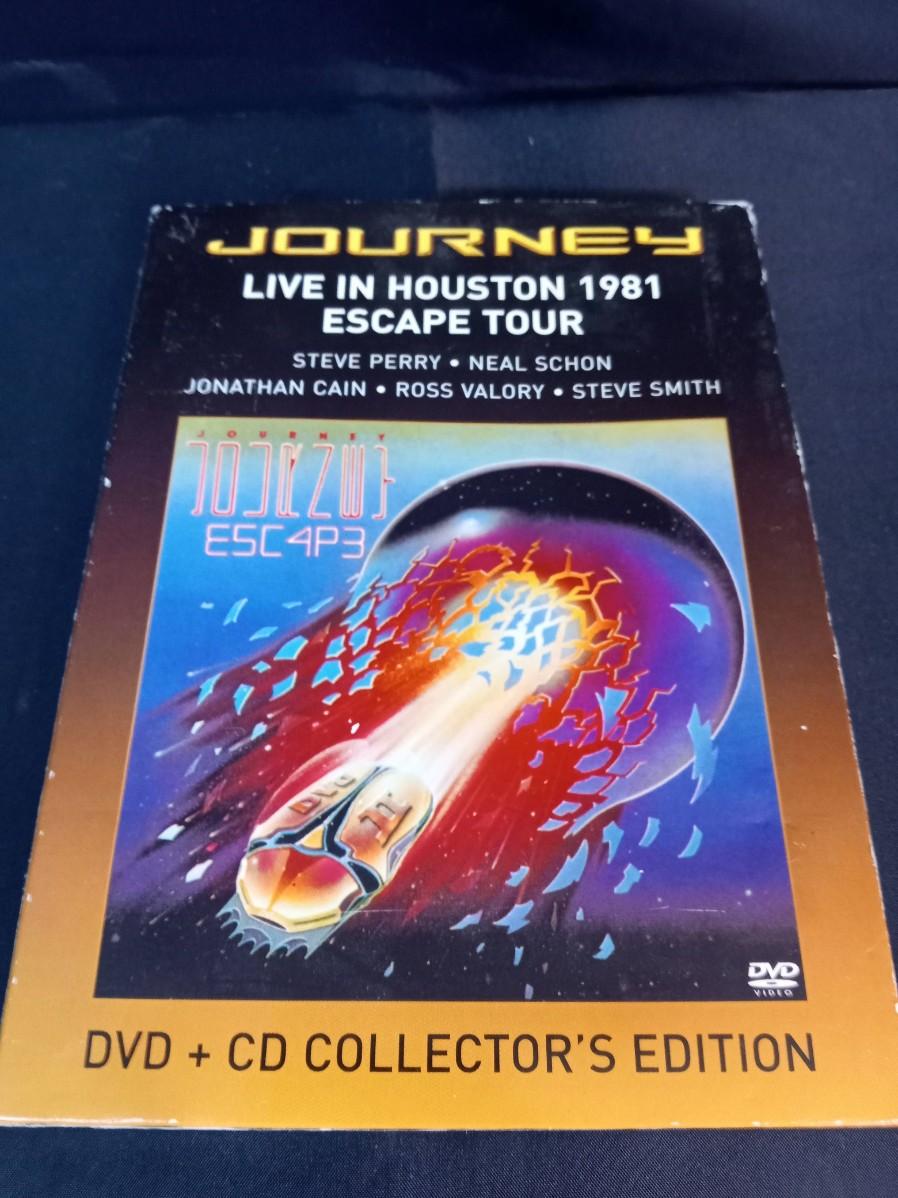 JOURNEY
LIVE IN HOUSTON 1981
ESCAPE TOUR
STEVE PERRY • NEAL SCHON
JONATHAN CAIN • ROSS VALORY • STEVE SMITH
JOURNEY
ESC4P3
DVD
VIDEO
DVD + CD COLLECTOR'S EDITION